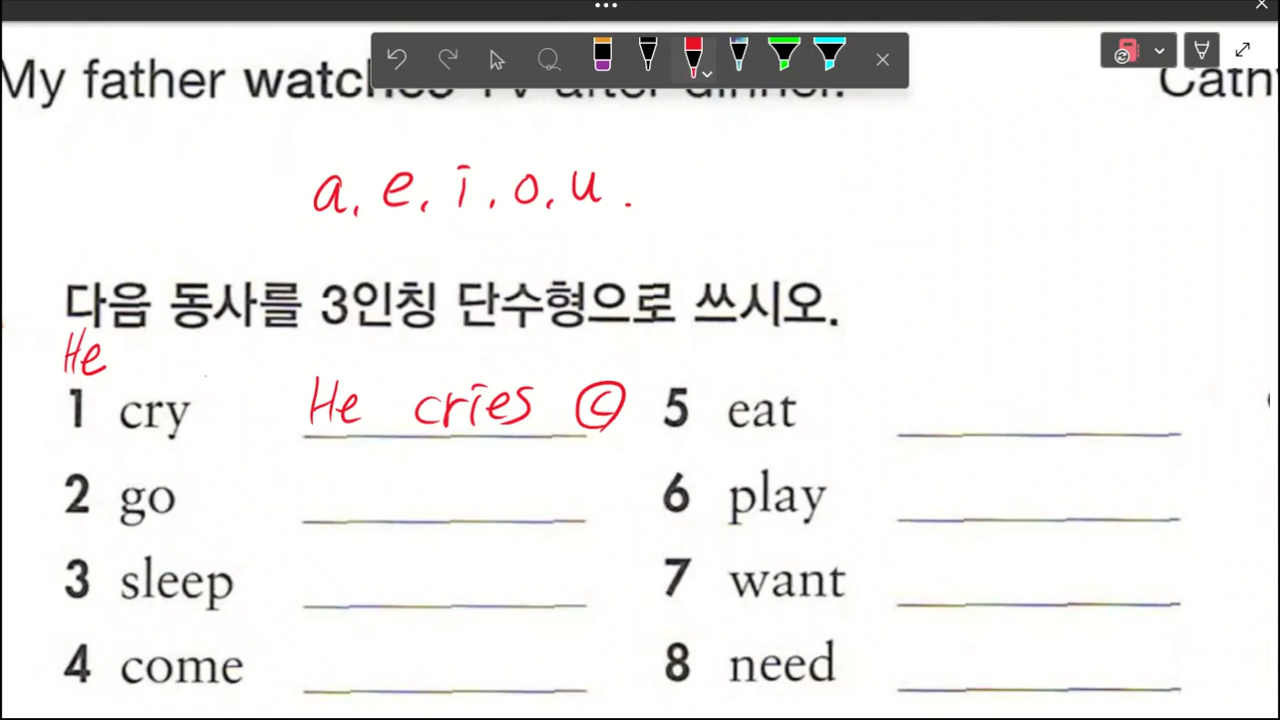 My father watches TV after dinner.
Cath
a. e. i. o. u.
다음 동사를 3인칭 단수형으로 쓰시오.
He
1 cry He cries ⓒ
2 go
3 sleep
4 come
5 eat
6 play
7 want
8 need